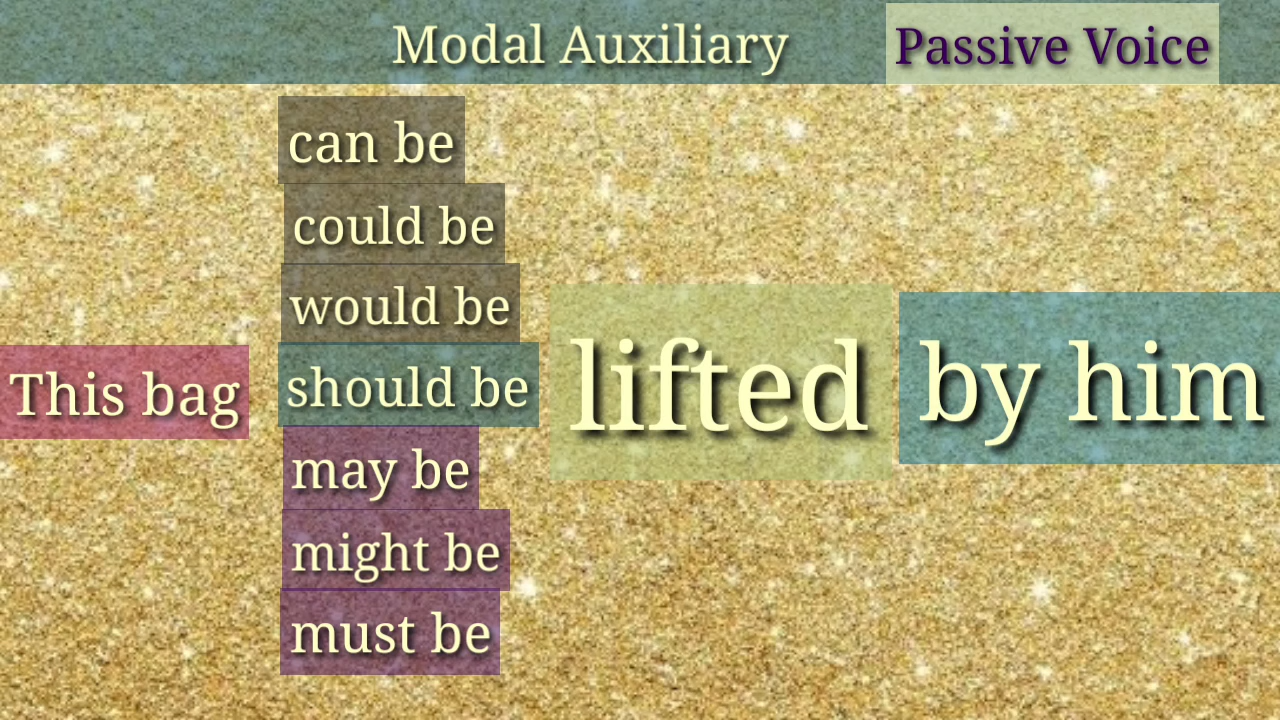 Modal Auxiliary Passive Voice
can be
could be
would be
This bag should be lifted by him
may be
might be
must be